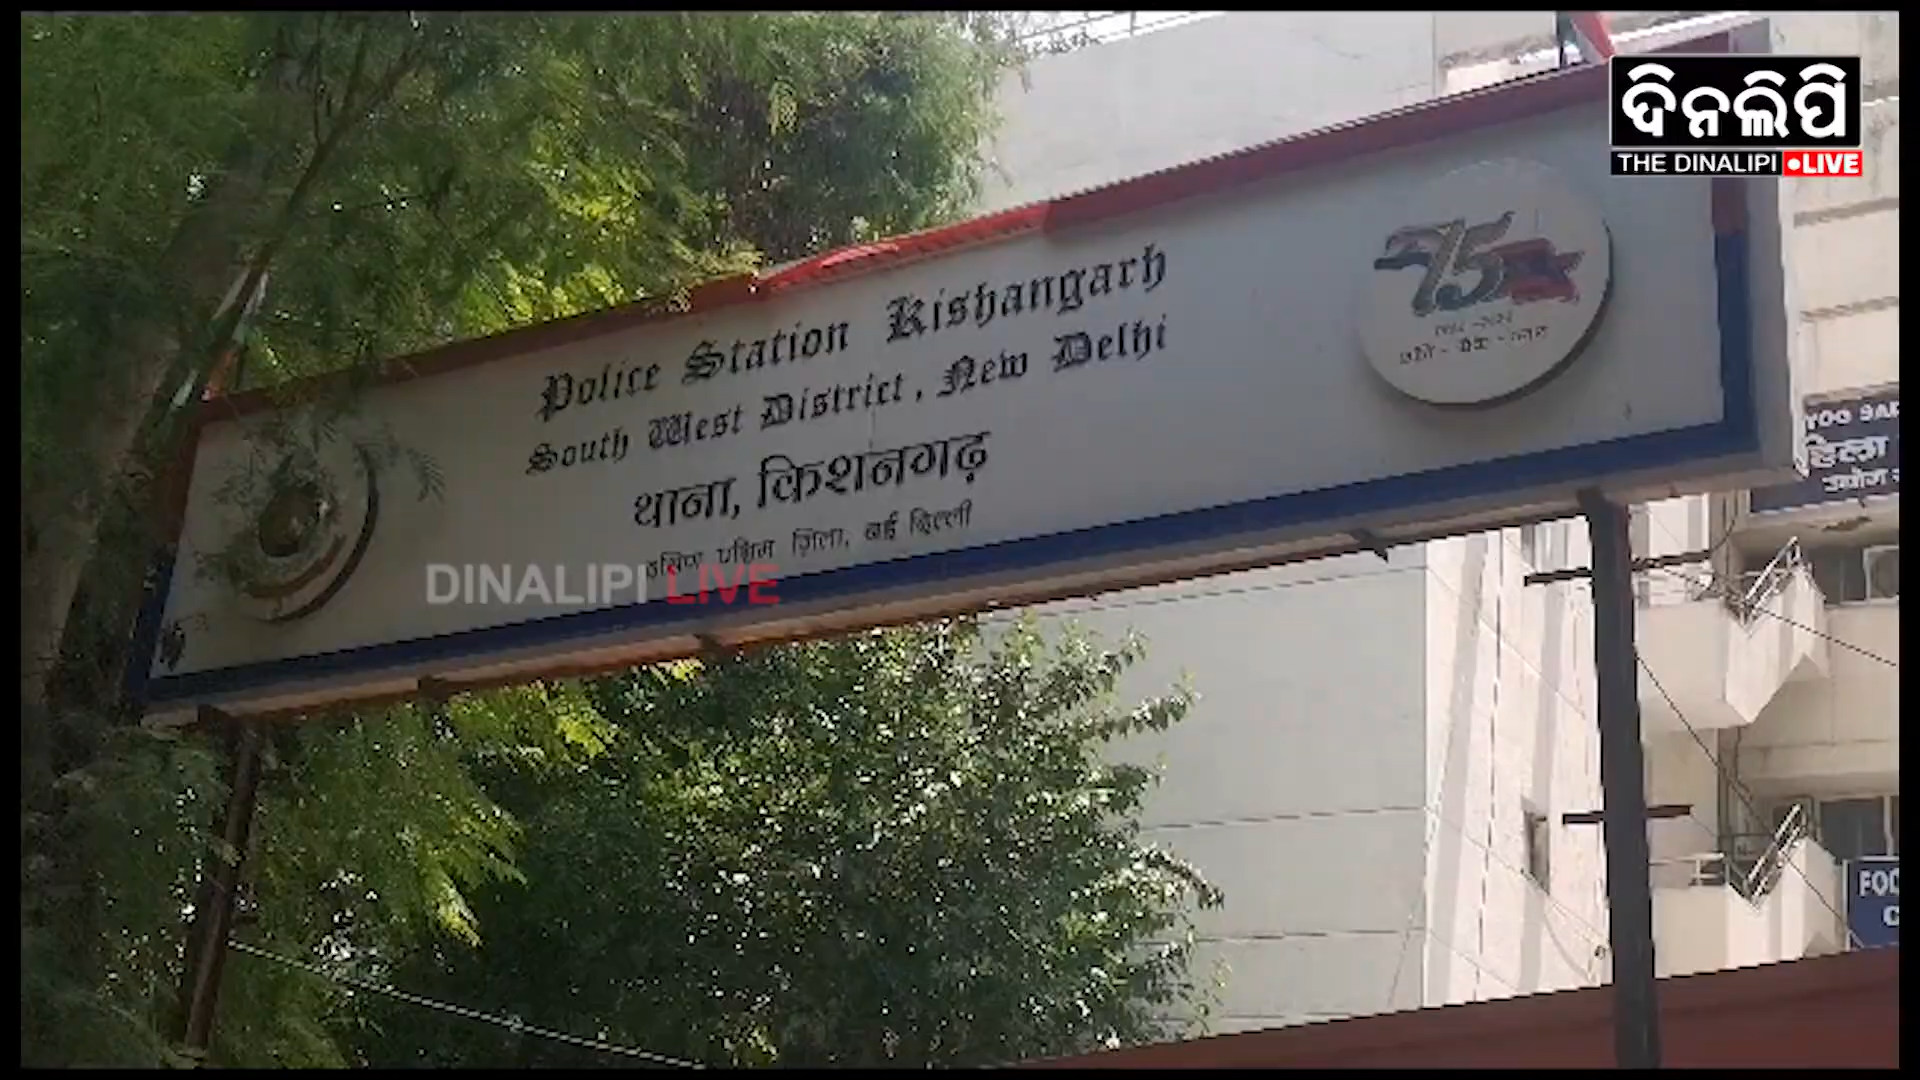 ଦିନଲିପି
THE DINALIPI LIVE
Police Station Kishangarh
South West District, New Delhi
थाना, किशनगढ़
दक्षिण पश्चिम ज़िला, नई दिल्ली
75
DINALIPI LIVE